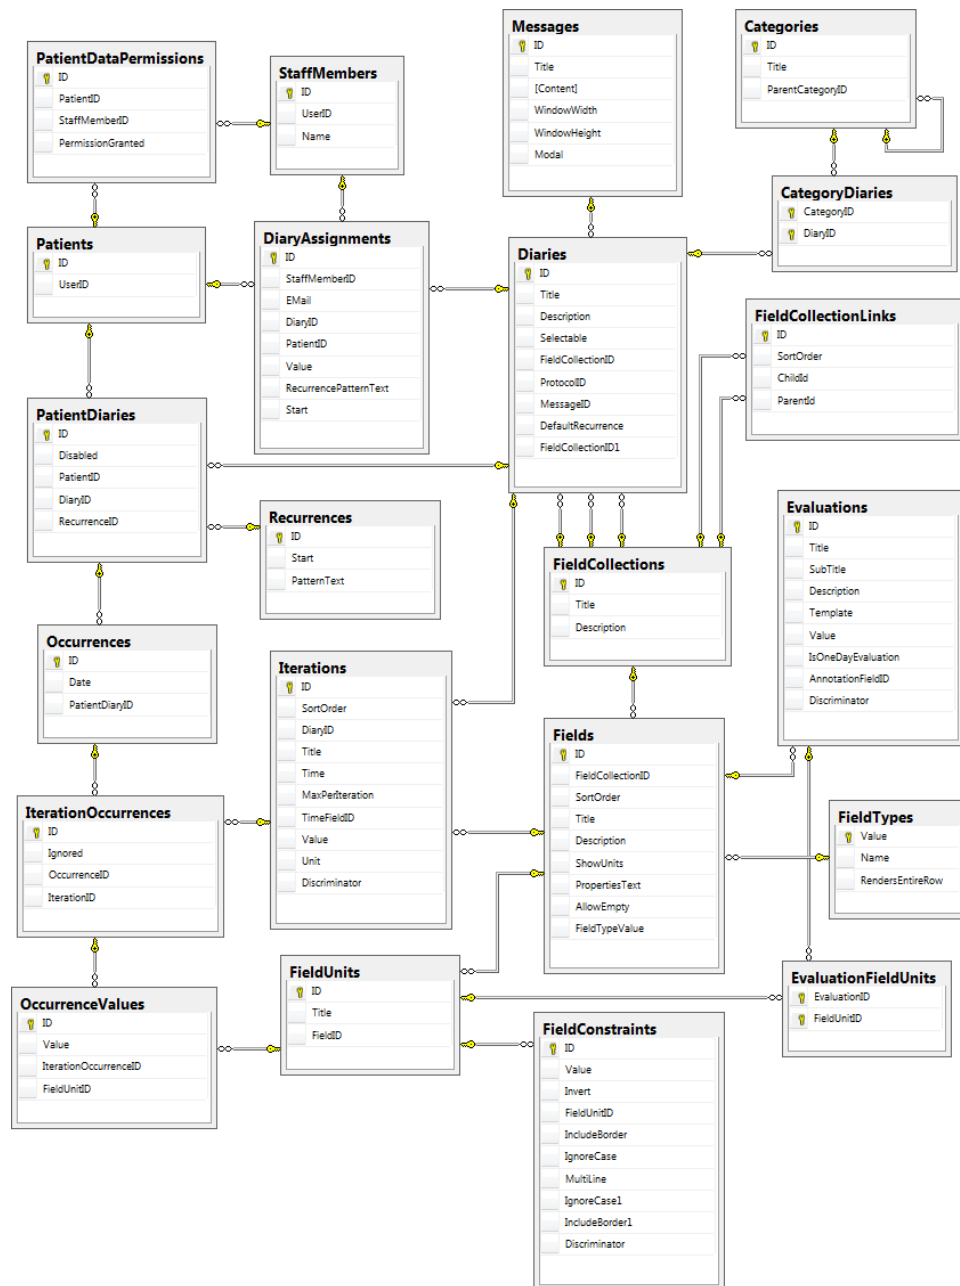 PatientDataPermissions
ID
PatientID
StaffMemberID
PermissionGranted
StaffMembers
ID
UserID
Name
Messages
ID
Title
[Content]
WindowWidth
WindowHeight
Modal
Categories
ID
Title
ParentCategoryID
CategoryDiaries
CategoryID
DiaryID
Patients
ID
UserID
DiaryAssignments
ID
StaffMemberID
EMail
DiaryID
PatientID
Value
RecurrencePatternText
Start
Diaries
ID
Title
Description
Selectable
FieldCollectionID
ProtocolID
MessageID
DefaultRecurrence
FieldCollectionID1
FieldCollectionLinks
ID
SortOrder
ChildId
ParentId
PatientDiaries
ID
Disabled
PatientID
DiaryID
RecurrenceID
Recurrences
ID
Start
PatternText
FieldCollections
ID
Title
Description
Evaluations
ID
Title
SubTitle
Description
Template
Value
IsOneDayEvaluation
AnnotationFieldID
Discriminator
Occurrences
ID
Date
PatientDiaryID
Iterations
ID
SortOrder
DiaryID
Title
Time
MaxPerIteration
TimeFieldID
Value
Unit
Discriminator
Fields
ID
FieldCollectionID
SortOrder
Title
Description
ShowUnits
PropertiesText
AllowEmpty
FieldTypeValue
FieldTypes
Value
Name
RendersEntireRow
IterationOccurrences
ID
Ignored
OccurrenceID
IterationID
OccurrenceValues
ID
Value
IterationOccurrenceID
FieldUnitID
FieldUnits
ID
Title
FieldID
EvaluationFieldUnits
EvaluationID
FieldUnitID
FieldConstraints
ID
Value
Invert
FieldUnitID
IncludeBorder
IgnoreCase
MultiLine
IgnoreCase1
IncludeBorder1
Discriminator